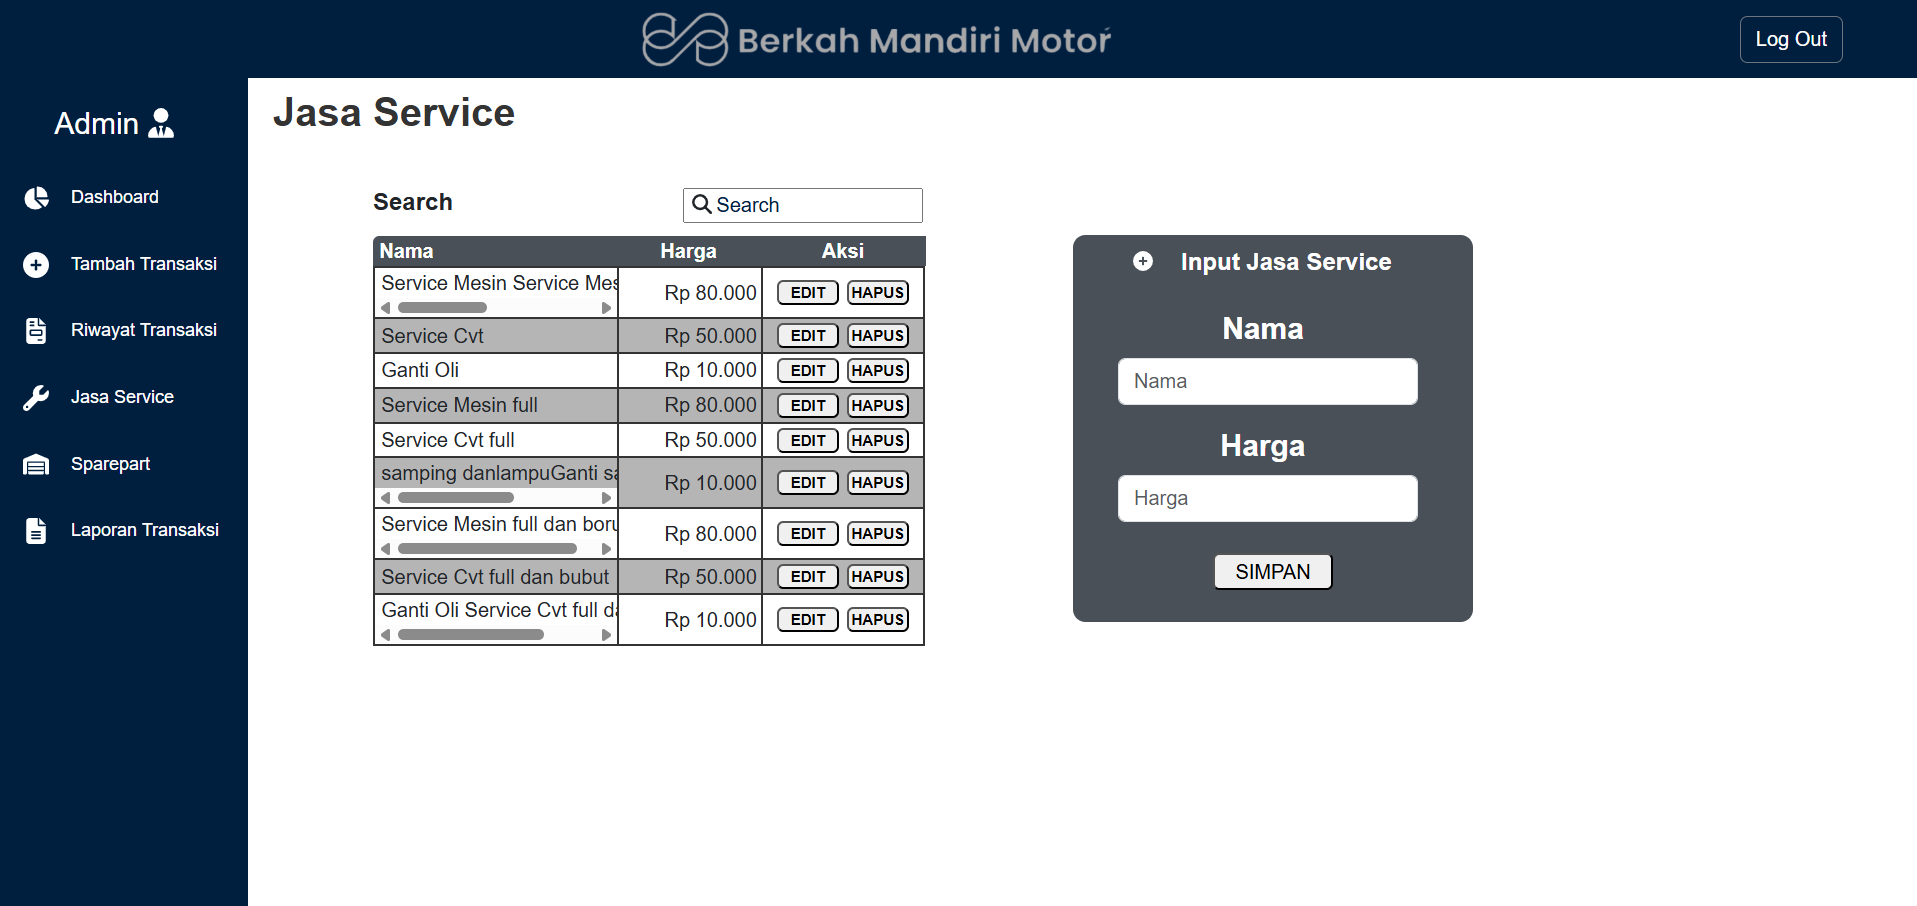 Berkah Mandiri Motor
Log Out
Admin
Dashboard
Tambah Transaksi
Riwayat Transaksi
Jasa Service
Sparepart
Laporan Transaksi
Jasa Service
Search
Search
Nama Harga Aksi
Service Mesin Service Mes Rp 80.000 EDIT HAPUS
Service Cvt Rp 50.000 EDIT HAPUS
Ganti Oli Rp 10.000 EDIT HAPUS
Service Mesin full Rp 80.000 EDIT HAPUS
Service Cvt full Rp 50.000 EDIT HAPUS
samping danlampuGanti sa Rp 10.000 EDIT HAPUS
Service Mesin full dan boru Rp 80.000 EDIT HAPUS
Service Cvt full dan bubut Rp 50.000 EDIT HAPUS
Ganti Oli Service Cvt full da Rp 10.000 EDIT HAPUS
Input Jasa Service
Nama
Nama
Harga
Harga
SIMPAN